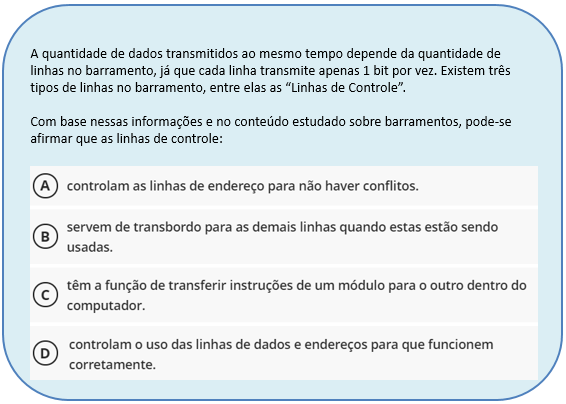 A quantidade de dados transmitidos ao mesmo tempo depende da quantidade de
linhas no barramento, já que cada linha transmite apenas 1 bit por vez. Existem três
tipos de linhas no barramento, entre elas as “Linhas de Controle”.
Com base nessas informações e no conteúdo estudado sobre barramentos, pode-se
afirmar que as linhas de controle:
A controlam as linhas de endereço para não haver conflitos.
B servem de transbordo para as demais linhas quando estas estão sendo
usadas.
C têm a função de transferir instruções de um módulo para o outro dentro do
computador.
D controlam o uso das linhas de dados e endereços para que funcionem
corretamente.